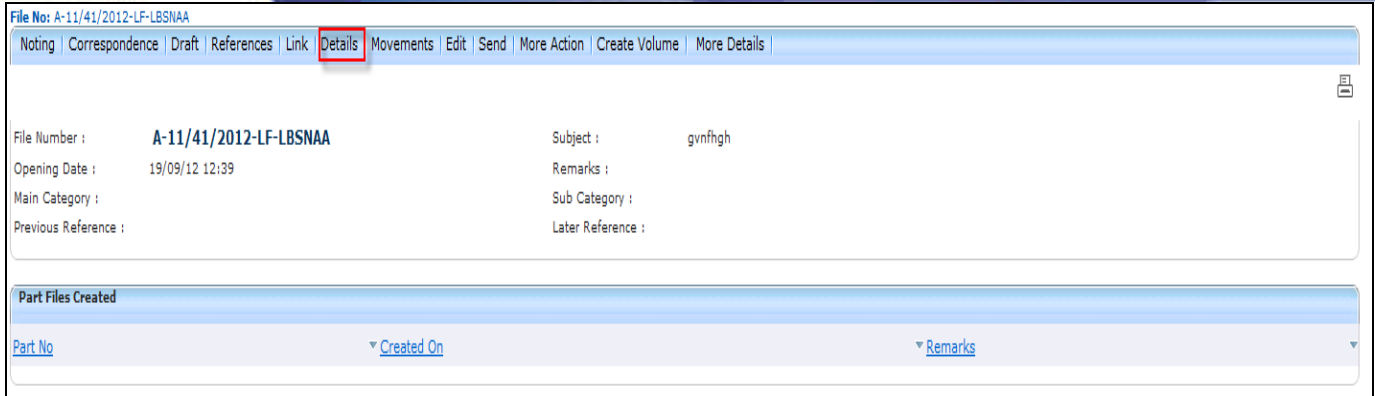 File No: A-11/41/2012-LF-LBSNAA
Noting | Correspondence | Draft | References | Link | Details | Movements | Edit | Send | More Action | Create Volume | More Details |
File Number : A-11/41/2012-LF-LBSNAA Subject : gvnfhgh
Opening Date : 19/09/12 12:39 Remarks :
Main Category : Sub Category :
Previous Reference : Later Reference :
Part Files Created
Part No Created On Remarks